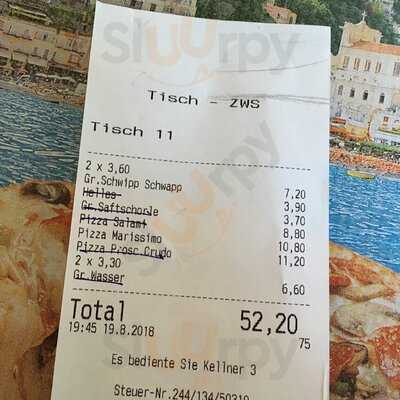 Sluurpy
Tisch - ZWS
Tisch 11
2 x 3,60
Gr.Schwipp Schwapp 7,20
Helles 3,90
Gr.Saftschorle 3,70
Pizza Salami 8,80
Pizza Marissimo 10,80
Pizza Prosc.Crudo 11,20
2 x 3,30
Gr.Wasser 6,60
Total 52,20
19:45 19.8.2018 75
Es bediente Sie Kellner 3
Steuer-Nr.244/134/50310